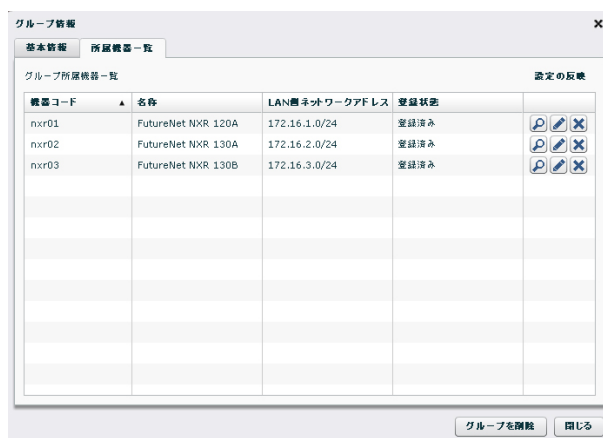 グループ情報
基本情報 所属機器一覧
グループ所属機器一覧 設定の反映
機器コード ▲ 名称 LAN側ネットワークアドレス 登録状態
nxr01 FutureNet NXR 120A 172.16.1.0/24 登録済み
nxr02 FutureNet NXR 130A 172.16.2.0/24 登録済み
nxr03 FutureNet NXR 130B 172.16.3.0/24 登録済み
グループを削除 閉じる